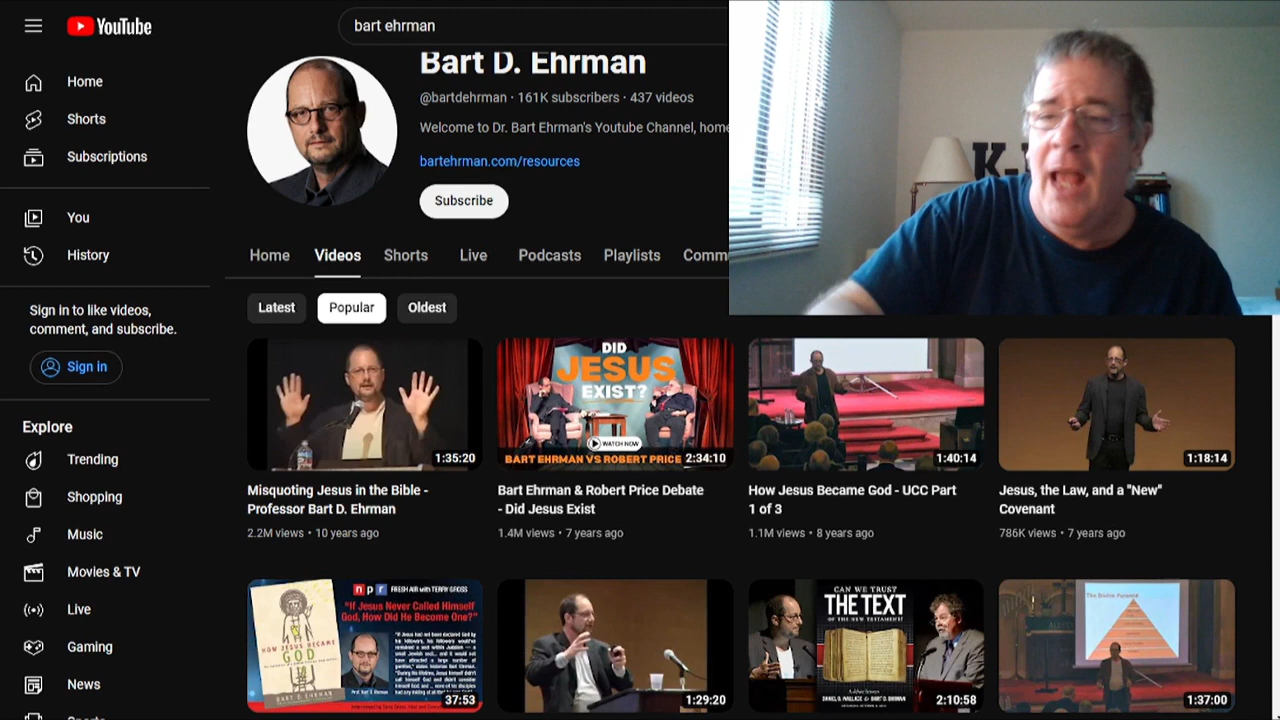 YouTube
bart ehrman
Bart D. Ehrman
@bartdehrman · 161K subscribers · 437 videos
Welcome to Dr. Bart Ehrman's Youtube Channel, home
bartehrman.com/resources
Subscribe
Home
Shorts
Subscriptions
You
History
Sign in to like videos,
comment, and subscribe.
Sign in
Explore
Trending
Shopping
Music
Movies & TV
Live
Gaming
News
Home Videos Shorts Live Podcasts Playlists Comm
Latest Popular Oldest
1:35:20
Misquoting Jesus in the Bible -
Professor Bart D. Ehrman
2.2M views · 10 years ago
DID
JESUS
EXIST?
WATCH NOW
BART EHRMAN VS ROBERT PRICE
2:34:10
Bart Ehrman & Robert Price Debate
- Did Jesus Exist
1.4M views · 7 years ago
1:40:14
How Jesus Became God - UCC Part
1 of 3
1.1M views · 8 years ago
1:18:14
Jesus, the Law, and a "New"
Covenant
786K views · 7 years ago
HOW JESUS BECAME
GOD
BART D. EHRMAN
npr FRESH AIR with TERRY GROSS
"If Jesus Never Called Himself
God, How Did He Become One?"
37:53
1:29:20
CAN WE TRUST
THE TEXT
OF THE NEW TESTAMENT?
DANIEL B. WALLACE & BART D. EHRMAN
2:10:58
The Divine Pyramid
1:37:00